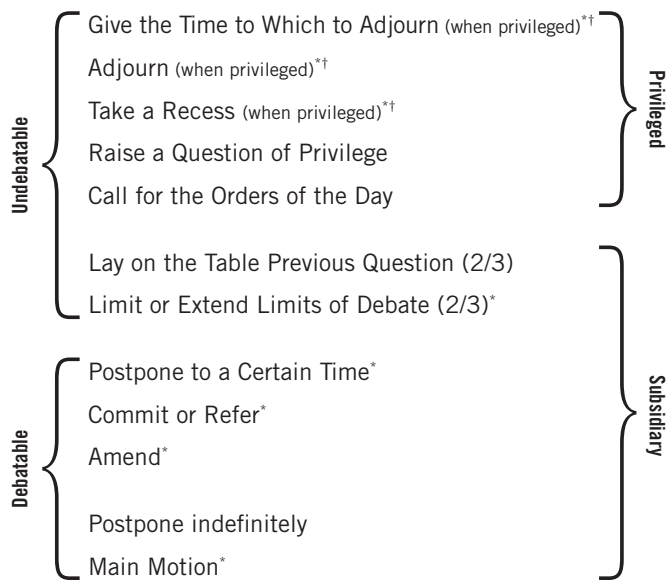 Give the Time to Which to Adjourn (when privileged)*†
Adjourn (when privileged)*†
Take a Recess (when privileged)*†
Raise a Question of Privilege
Call for the Orders of the Day
Undebatable
Privileged
Lay on the Table Previous Question (2/3)
Limit or Extend Limits of Debate (2/3)*
Postpone to a Certain Time*
Commit or Refer*
Amend*
Postpone indefinitely
Main Motion*
Debatable
Subsidiary